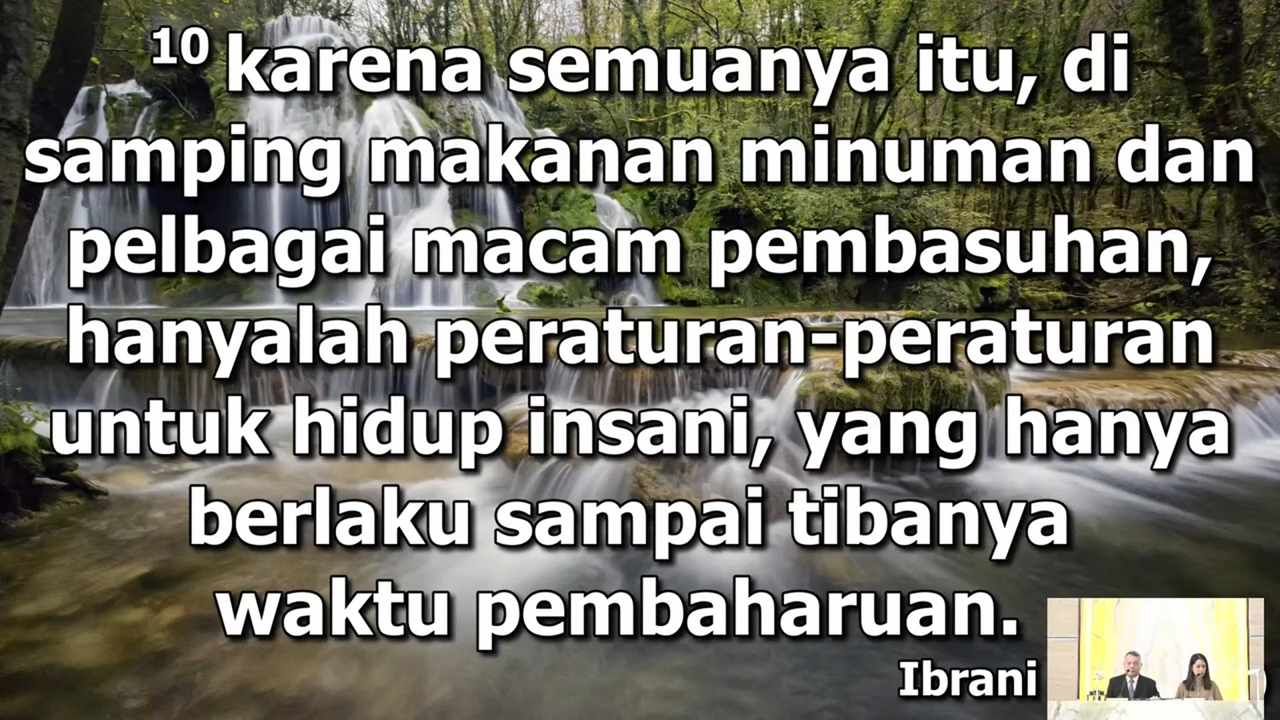 10 karena semuanya itu, di
samping makanan minuman dan
pelbagai macam pembasuhan,
hanyalah peraturan-peraturan
untuk hidup insani, yang hanya
berlaku sampai tibanya
waktu pembaharuan.
Ibrani